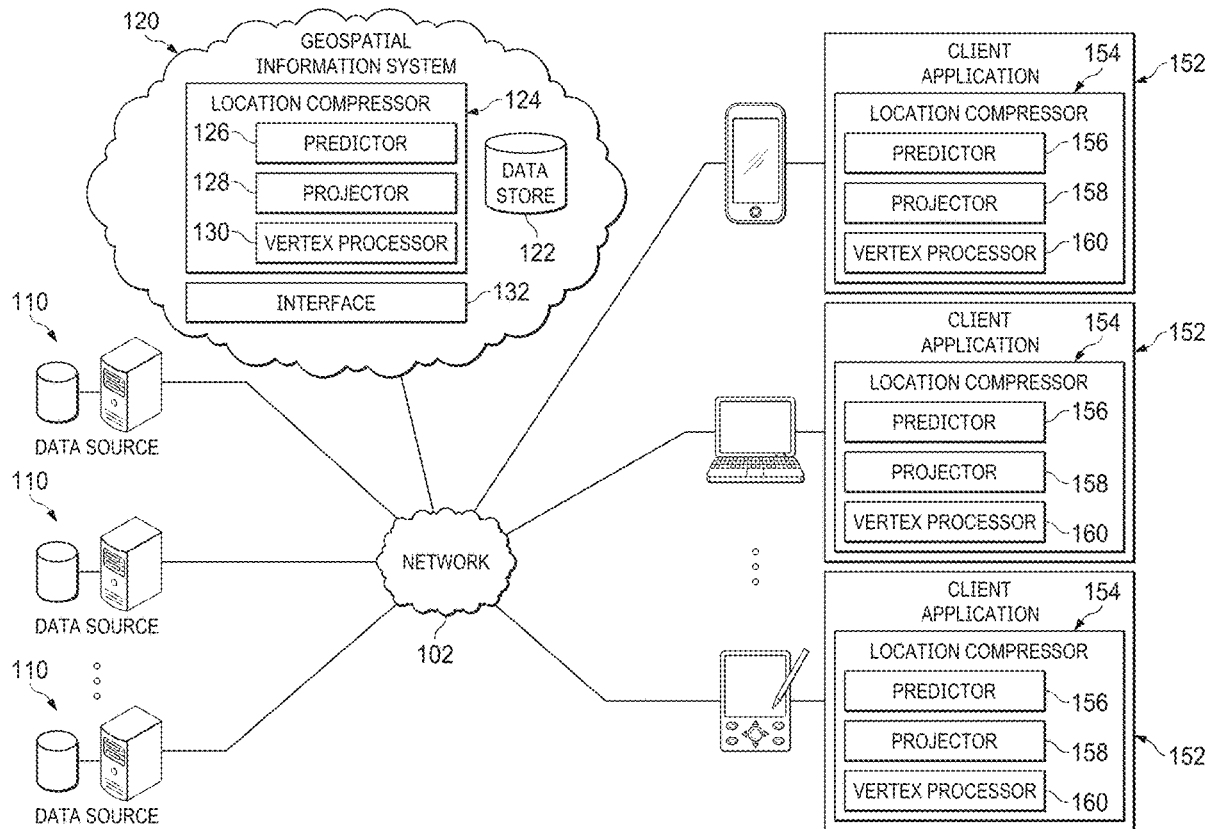 120
GEOSPATIAL
INFORMATION SYSTEM
LOCATION COMPRESSOR
124
126
PREDICTOR
128
PROJECTOR
130
VERTEX PROCESSOR
DATA
STORE
122
INTERFACE
132
110
DATA SOURCE
110
DATA SOURCE
110
DATA SOURCE
NETWORK
102
CLIENT
APPLICATION
154
152
LOCATION COMPRESSOR
PREDICTOR
156
PROJECTOR
158
VERTEX PROCESSOR
160
CLIENT
APPLICATION
154
152
LOCATION COMPRESSOR
PREDICTOR
156
PROJECTOR
158
VERTEX PROCESSOR
160
CLIENT
APPLICATION
154
LOCATION COMPRESSOR
PREDICTOR
156
PROJECTOR
158
152
VERTEX PROCESSOR
160